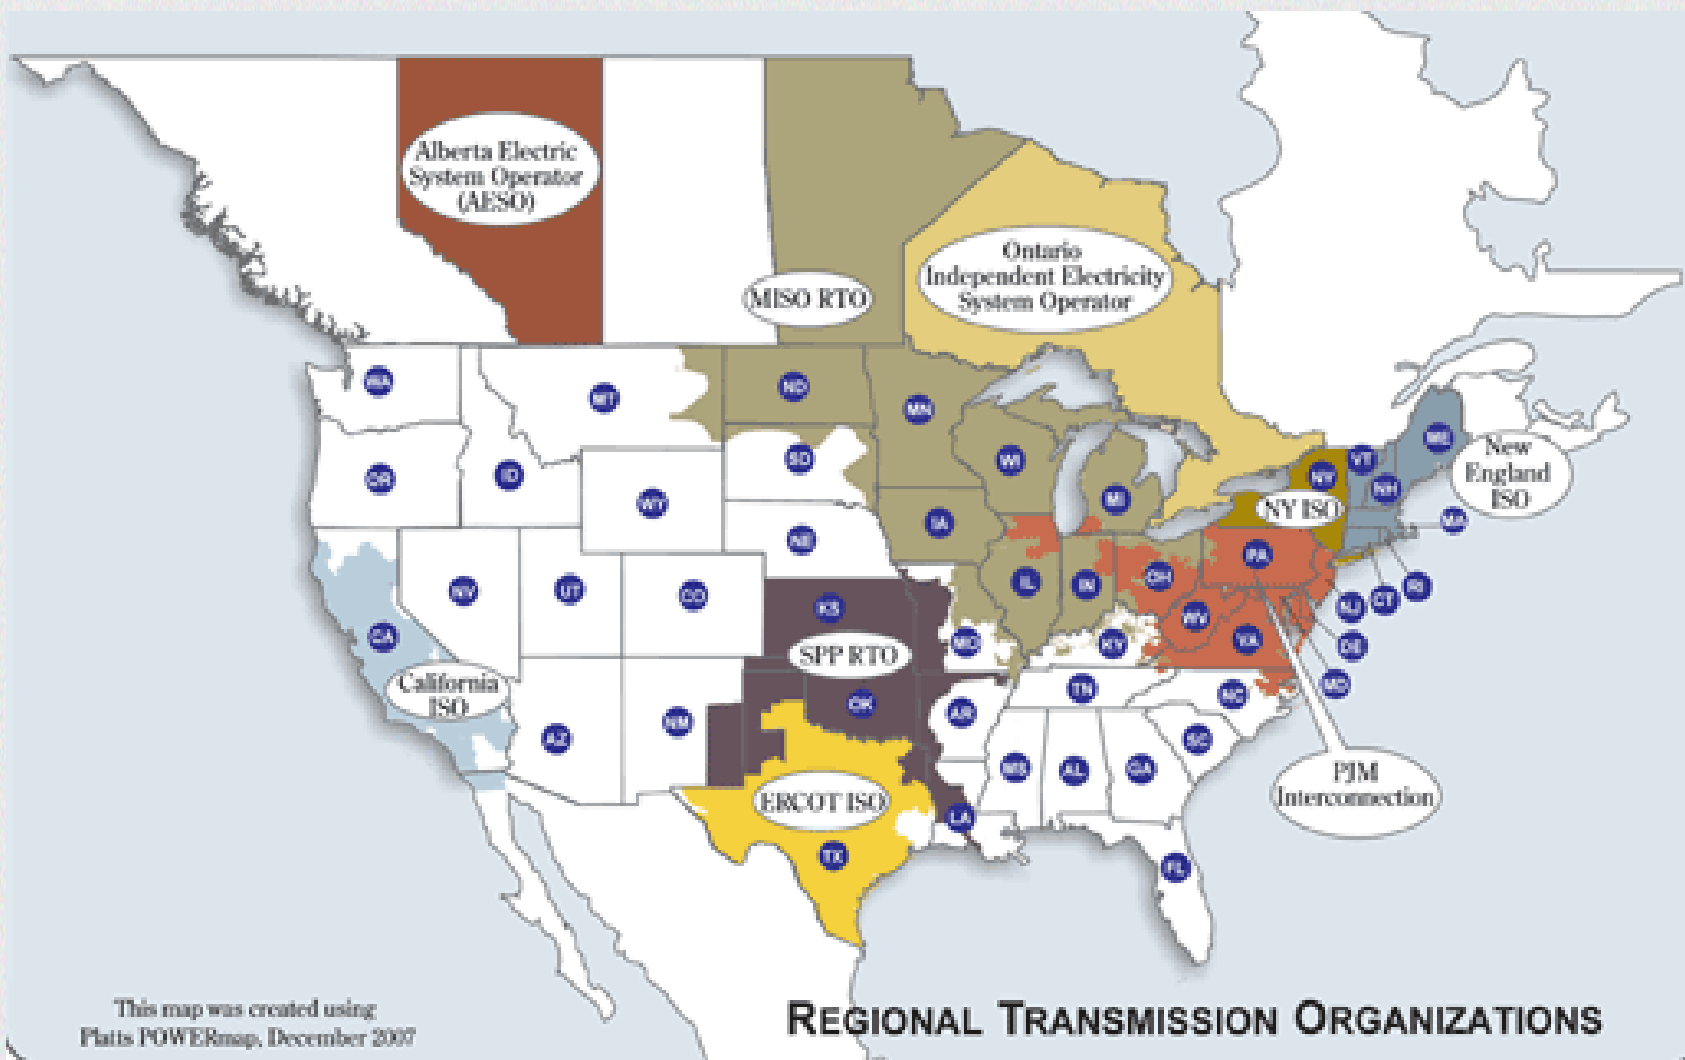 Alberta Electric
System Operator
(AESO)
MISO RTO
Ontario
Independent Electricity
System Operator
WA
MT
ND
MN
OR
ID
WY
SD
WI
MI
NY
VT
NH
ME
New
England
ISO
NY ISO
MA
IA
NE
PA
NV
UT
CO
IL
IN
OH
WV
VA
NJ
CT
RI
DE
MD
CA
KS
MO
KY
SPP RTO
California
ISO
AZ
NM
OK
AR
TN
NC
SC
MS
AL
GA
PJM
Interconnection
ERCOT ISO
LA
TX
FL
This map was created using
Platts POWERmap, December 2007
REGIONAL TRANSMISSION ORGANIZATIONS